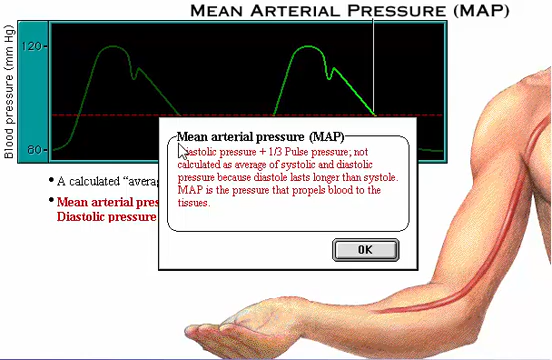 MEAN ARTERIAL PRESSURE (MAP)
Blood pressure (mm Hg)
120
80
Mean arterial pressure (MAP)
Diastolic pressure + 1/3 Pulse pressure; not
calculated as average of systolic and diastolic
pressure because diastole lasts longer than systole.
MAP is the pressure that propels blood to the
tissues.
OK
• A calculated “averag
• Mean arterial pres
Diastolic pressure